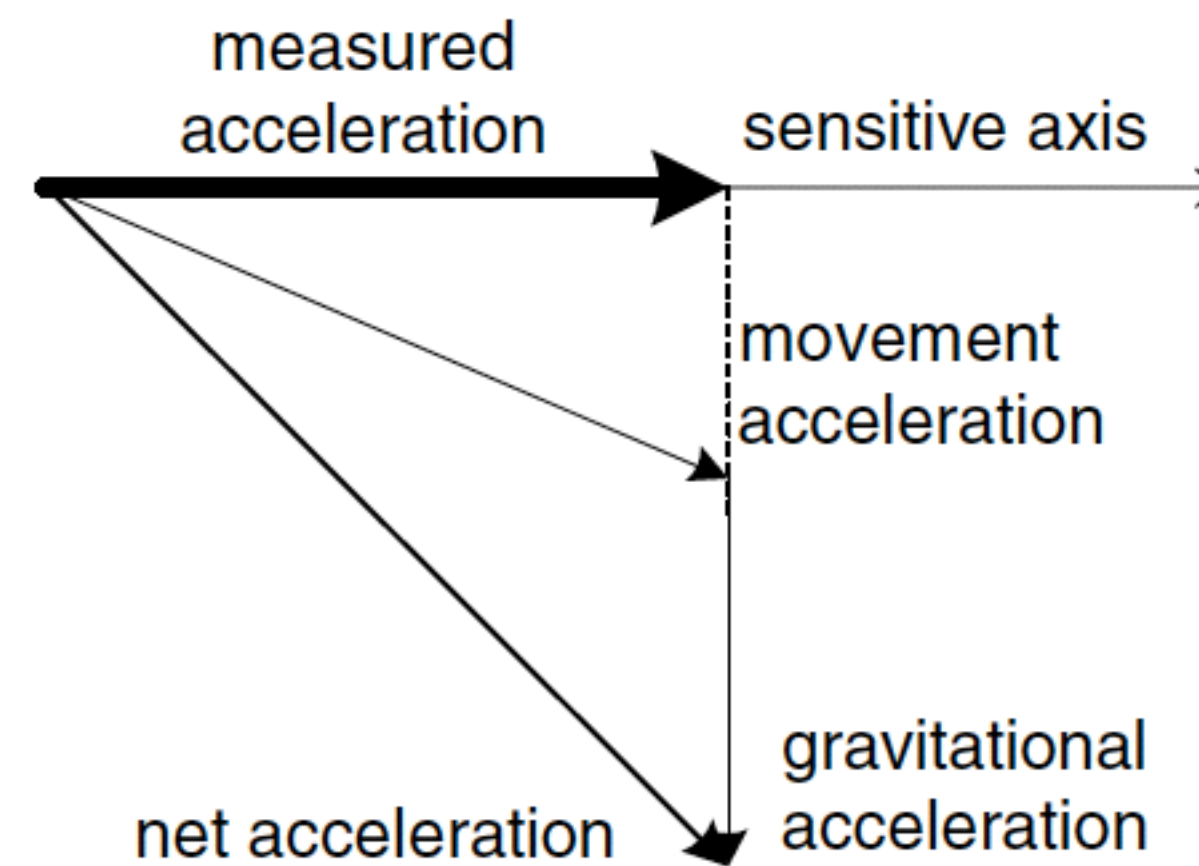 measured
acceleration
sensitive axis
movement
acceleration
gravitational
acceleration
net acceleration